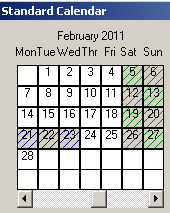 Standard Calendar
February 2011
Mon Tue Wed Thr Fri Sat Sun
1 2 3 4 5 6
7 8 9 10 11 12 13
14 15 16 17 18 19 20
21 22 23 24 25 26 27
28